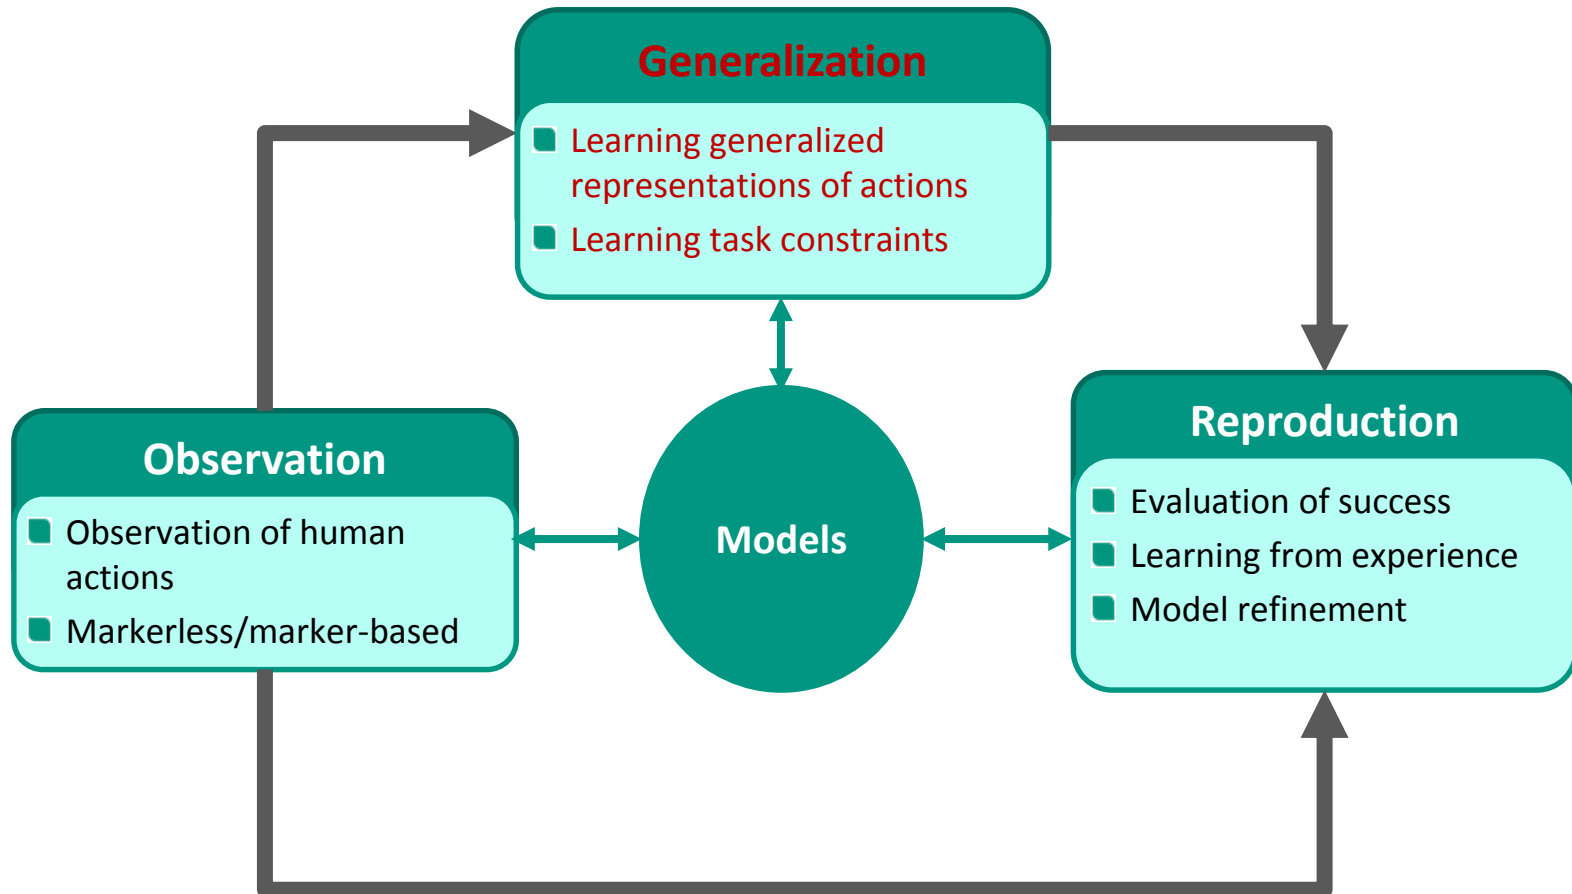 Generalization
Learning generalized
representations of actions
Learning task constraints
Observation
Observation of human
actions
Markerless/marker-based
Models
Reproduction
Evaluation of success
Learning from experience
Model refinement